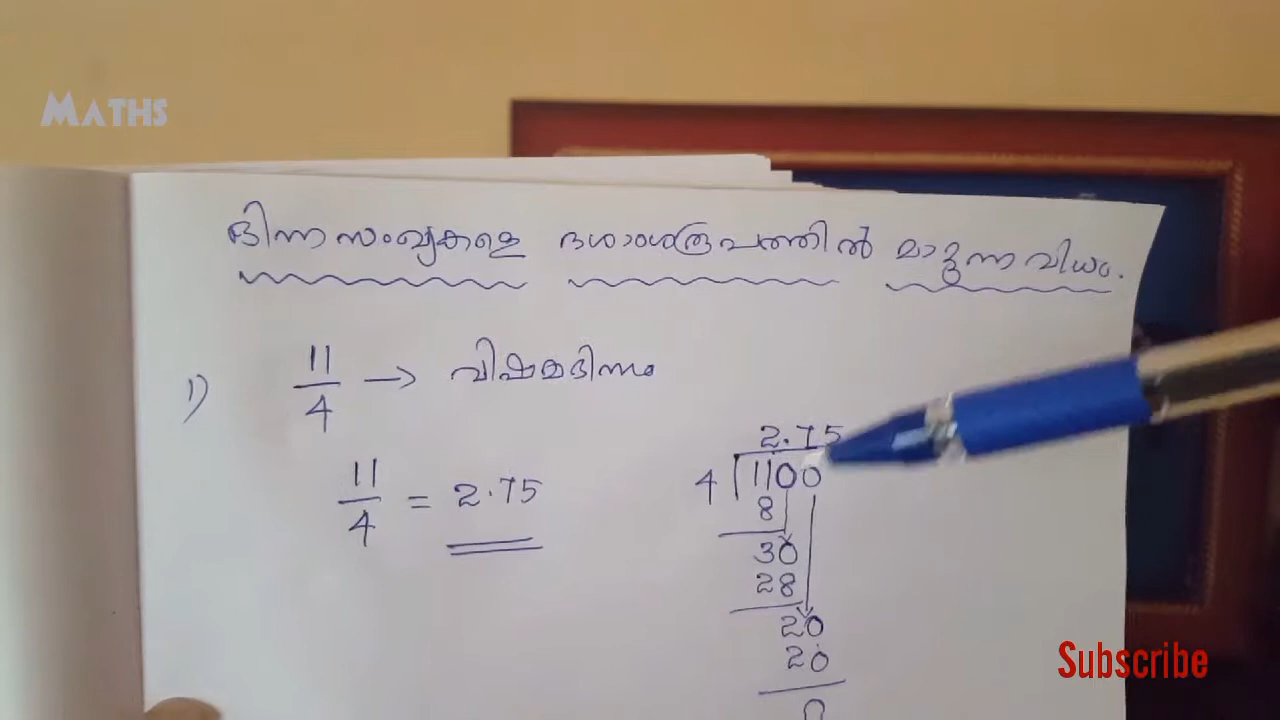 MATHS
ഭിന്നസംഖ്യകളെ ദശാംശരൂപത്തിൽ മാറ്റുന്ന വിധം.
1) 11/4 → വിഷമഭിന്നം
11/4 = 2.75
2.75
4 1100
8
30
28
20
20
0
Subscribe